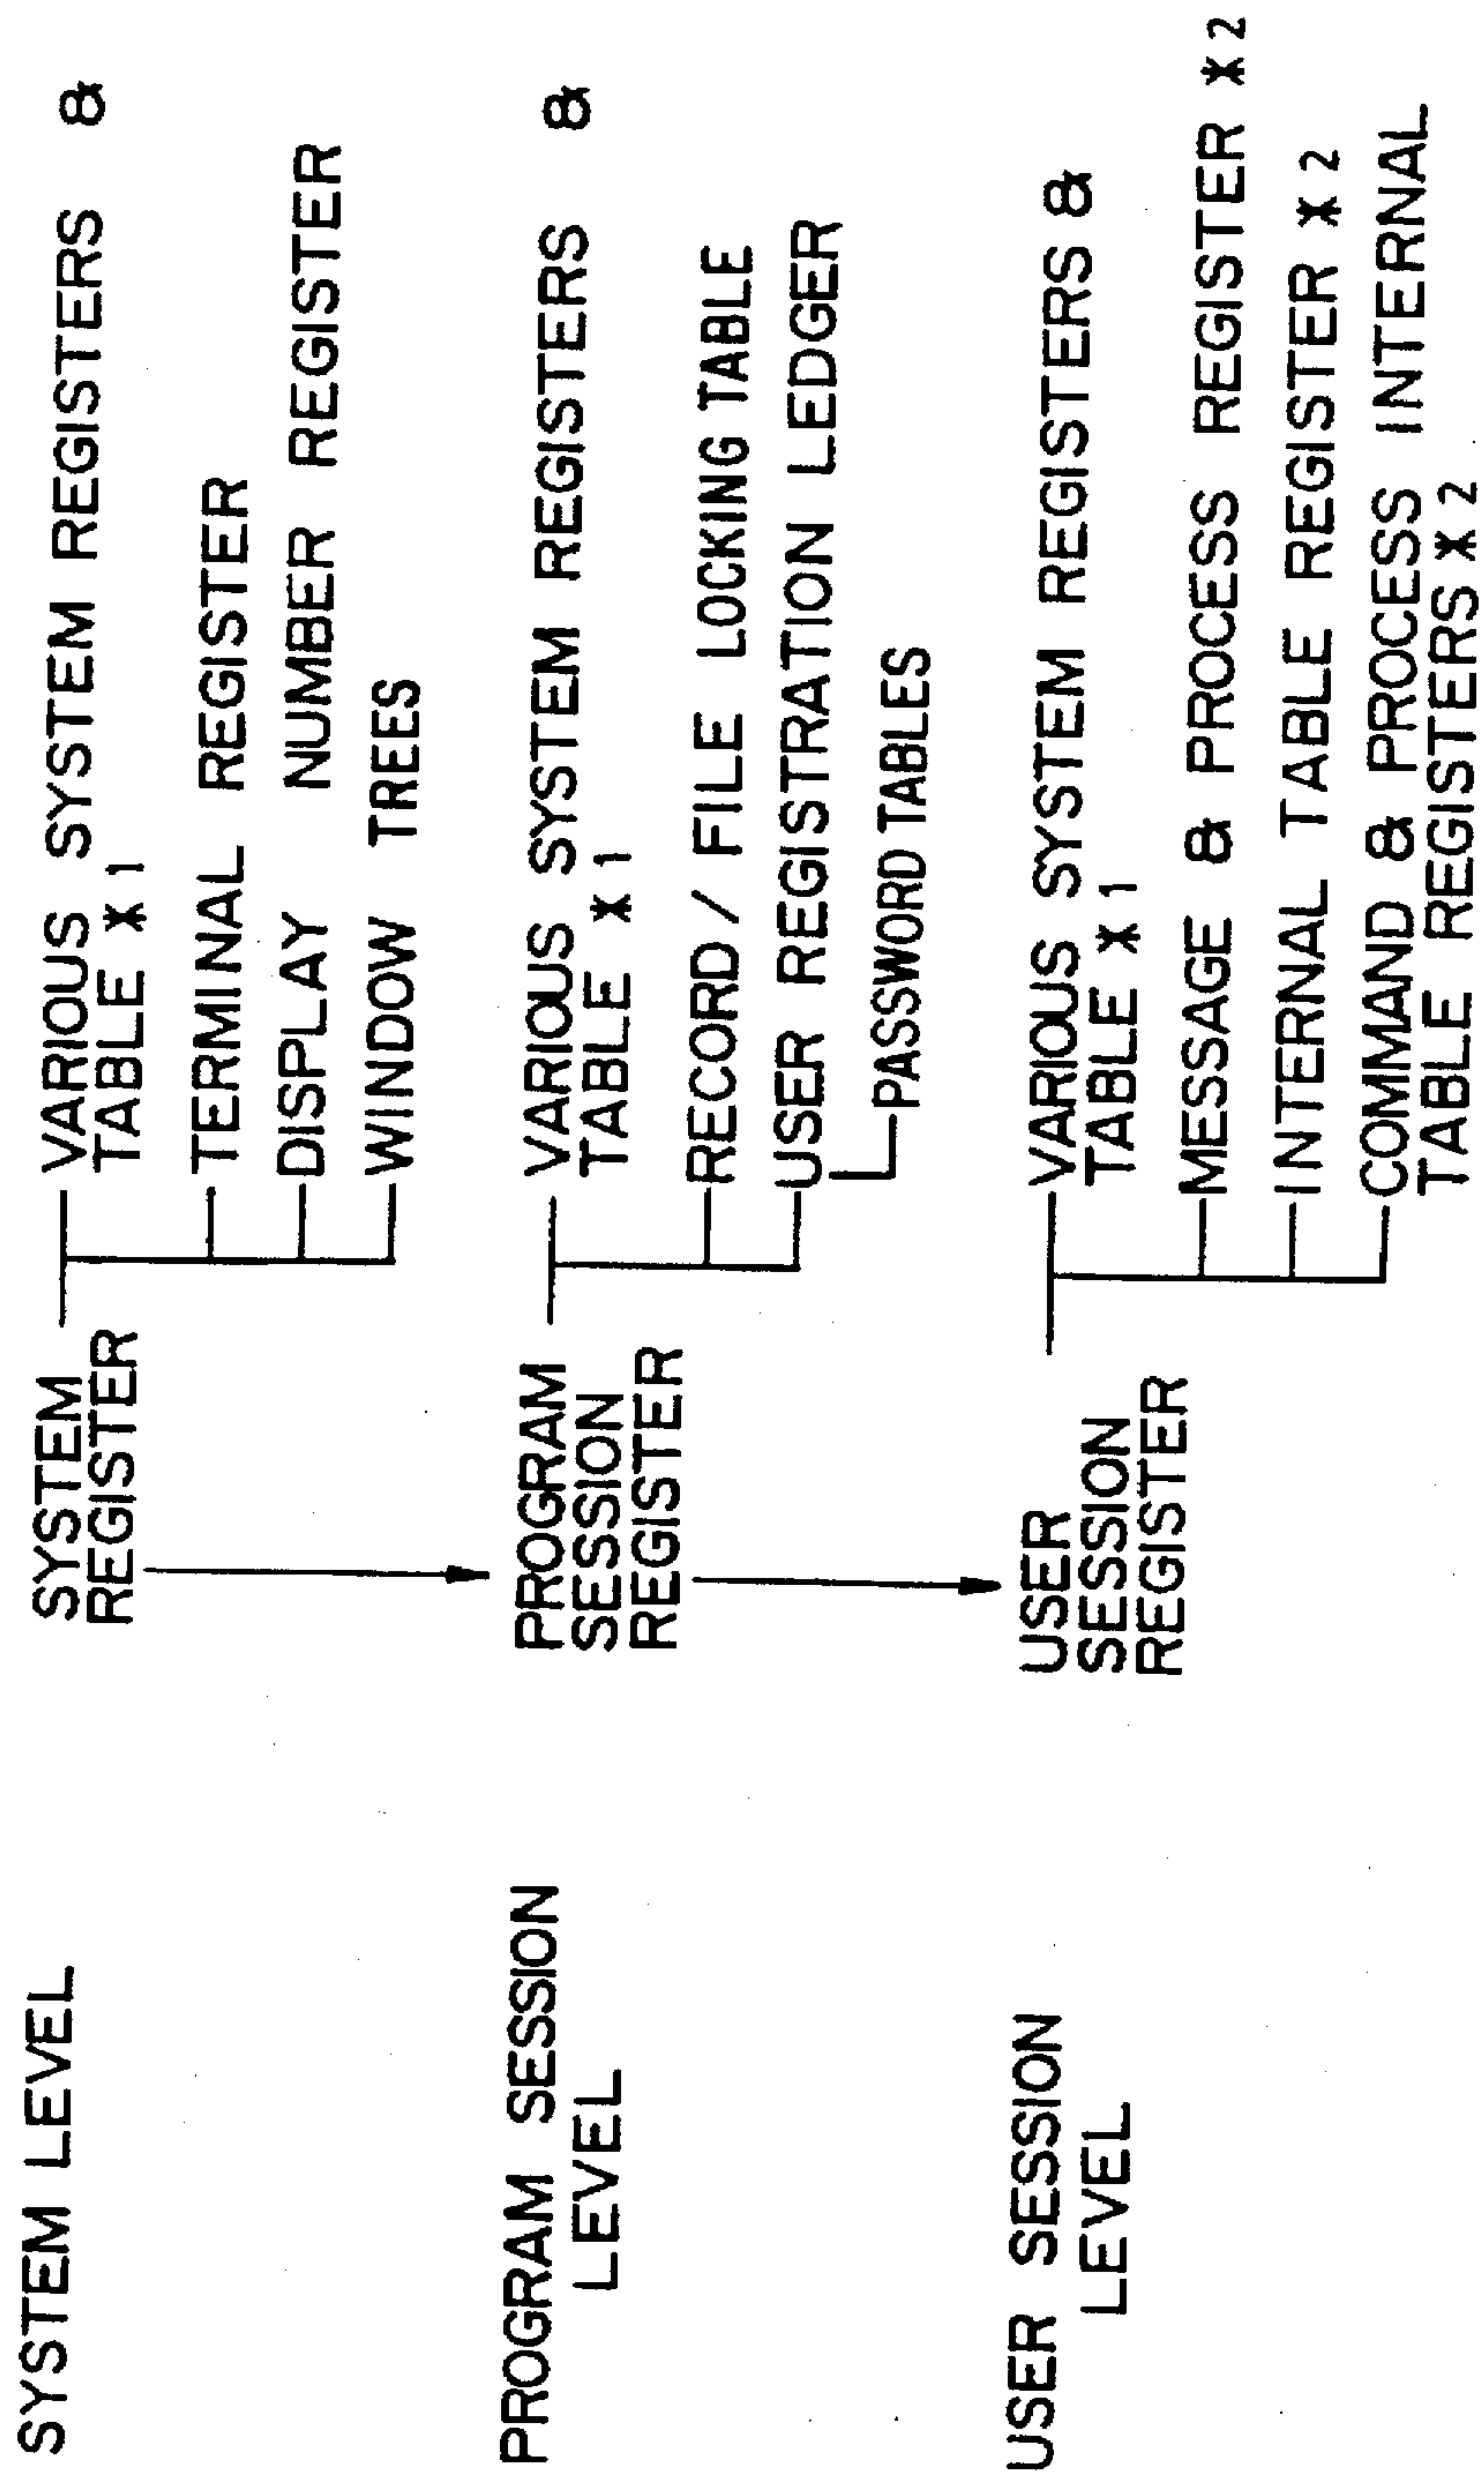 SYSTEM LEVEL
SYSTEM
REGISTER
VARIOUS SYSTEM REGISTERS &
TABLE *1
TERMINAL REGISTER
DISPLAY NUMBER REGISTER
WINDOW TREES
PROGRAM SESSION
LEVEL
PROGRAM
SESSION
REGISTER
VARIOUS SYSTEM REGISTERS &
TABLE *1
RECORD / FILE LOCKING TABLE
USER REGISTRATION LEDGER
PASSWORD TABLES
USER SESSION
LEVEL
USER
SESSION
REGISTER
VARIOUS SYSTEM REGISTERS &
TABLE *1
MESSAGE & PROCESS REGISTER *2
INTERNAL TABLE REGISTER *2
COMMAND & PROCESS INTERNAL
TABLE REGISTERS *2